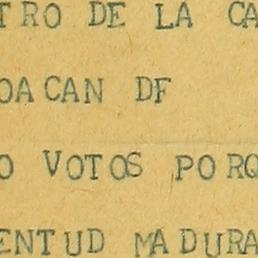 TRO DE LA CA
OACAN DF
O VOTOS PORQ
ENTUD MADURA